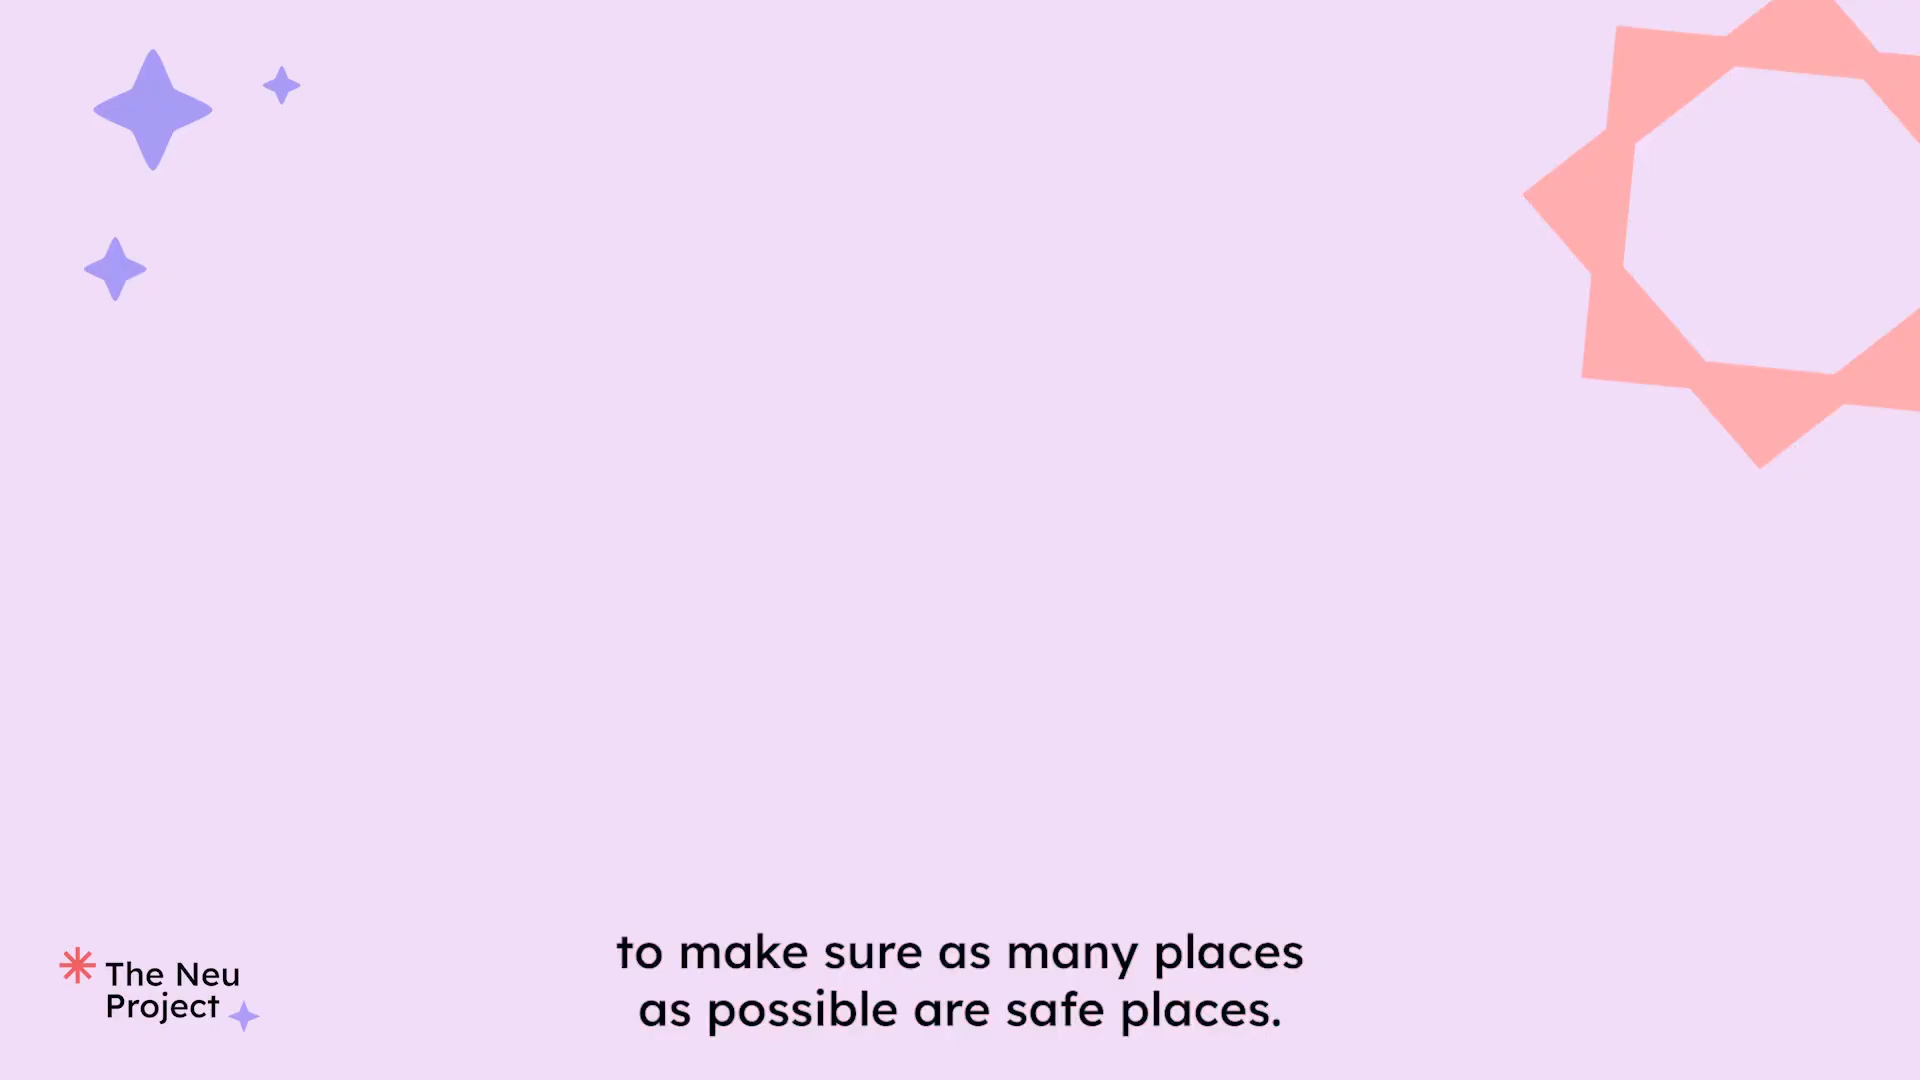 The Neu
Project
to make sure as many places
as possible are safe places.